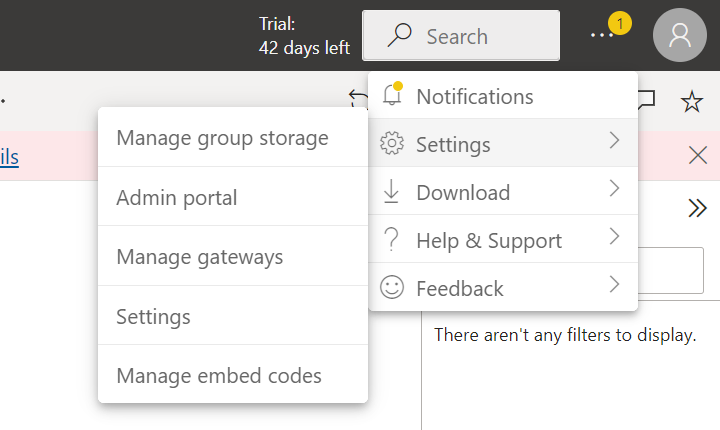 Trial:
42 days left
Search
1
Notifications
ils
Manage group storage
Settings
Admin portal
Download
Manage gateways
Help & Support
Settings
Feedback
Manage embed codes
There aren't any filters to display.